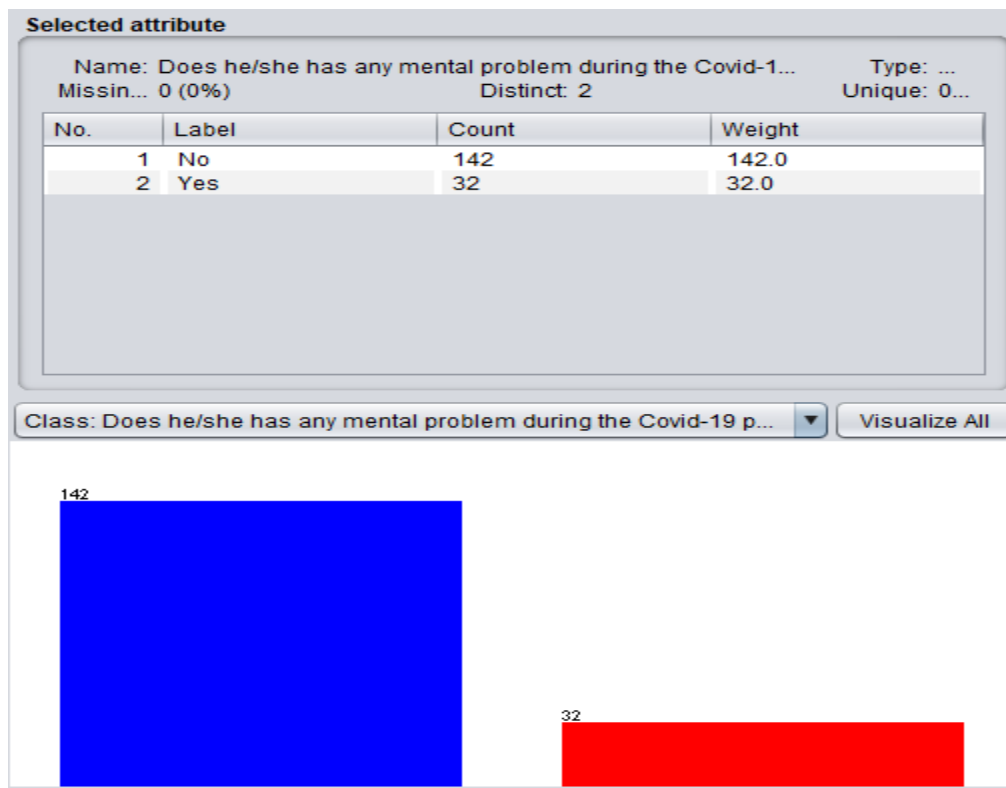 Selected attribute
Name: Does he/she has any mental problem during the Covid-1... Type: ...
Missin... 0 (0%) Distinct: 2 Unique: 0...
No. Label Count Weight
1 No 142 142.0
2 Yes 32 32.0
Class: Does he/she has any mental problem during the Covid-19 p... Visualize All
142
32